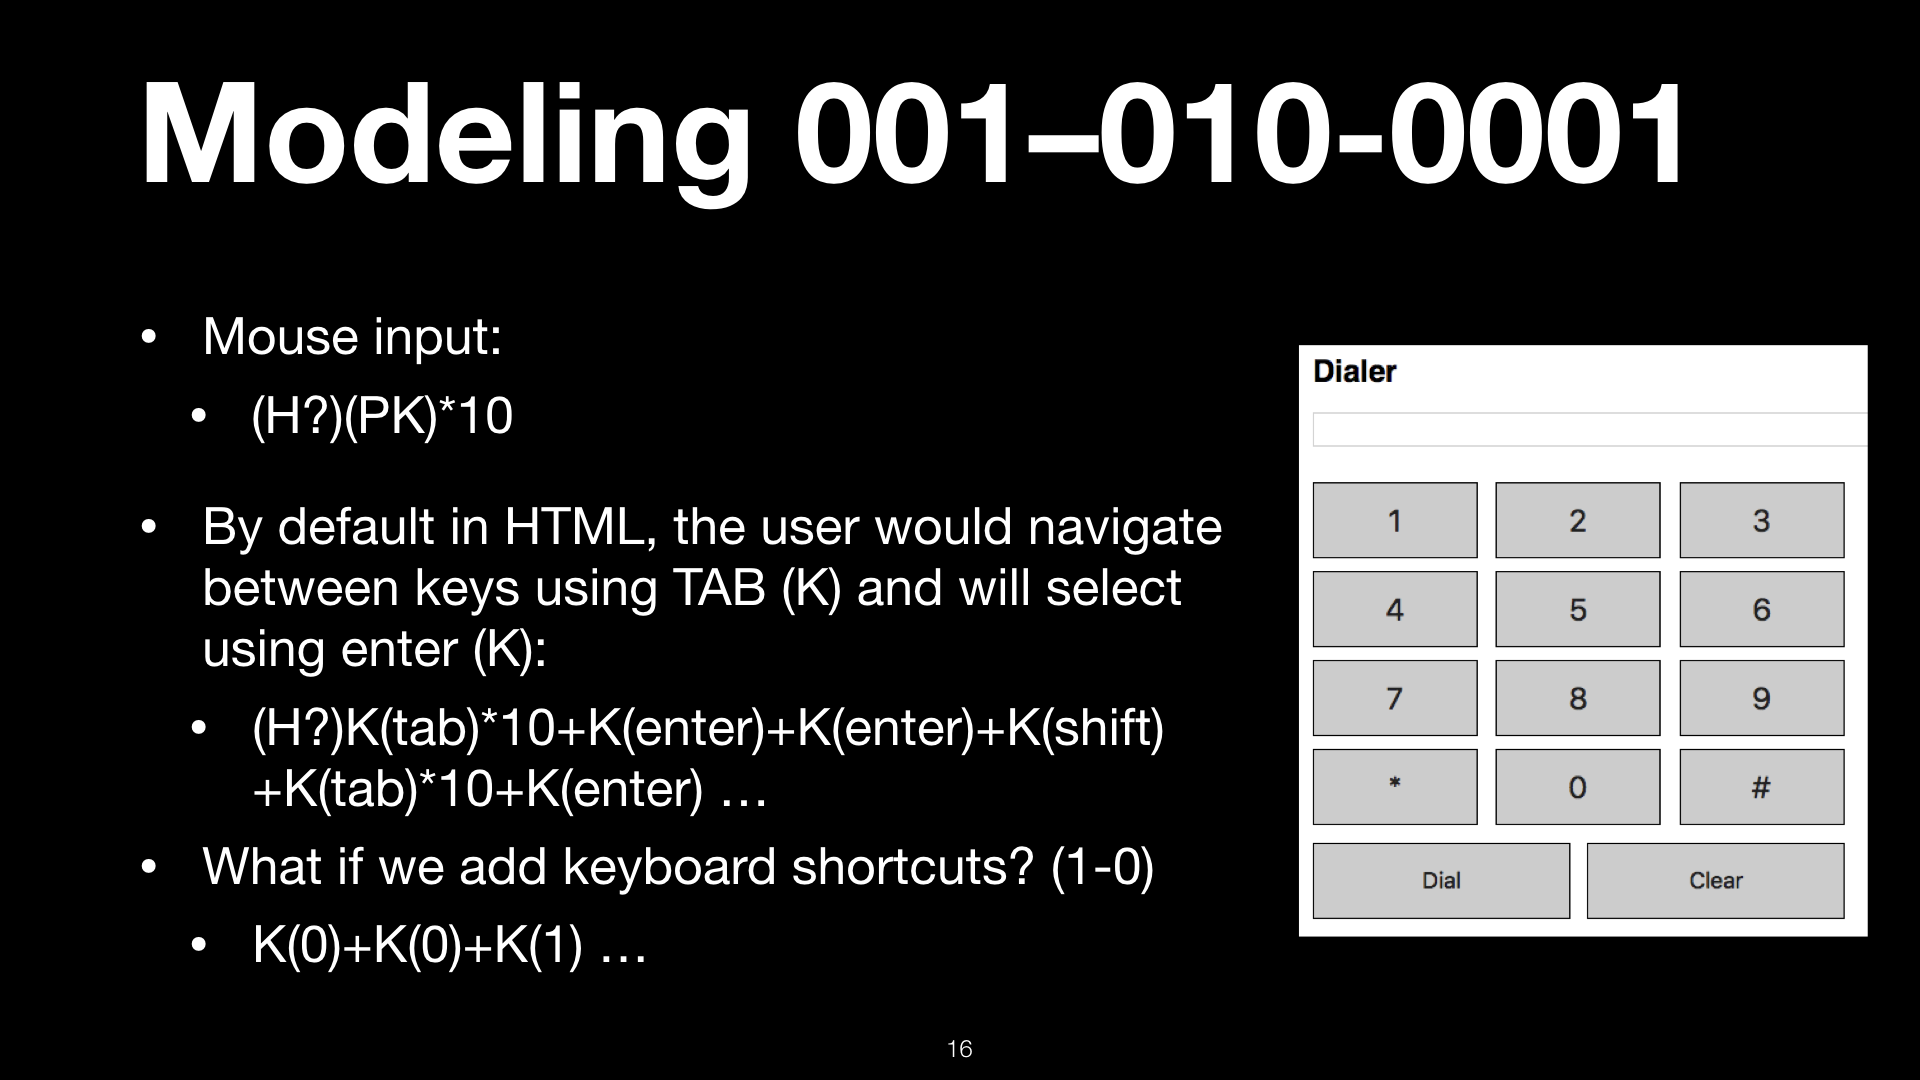 Modeling 001–010-0001
• Mouse input:
• (H?)(PK)*10
• By default in HTML, the user would navigate
between keys using TAB (K) and will select
using enter (K):
• (H?)K(tab)*10+K(enter)+K(enter)+K(shift)
+K(tab)*10+K(enter) …
• What if we add keyboard shortcuts? (1-0)
• K(0)+K(0)+K(1) …
Dialer
1 2 3
4 5 6
7 8 9
* 0 #
Dial Clear
16